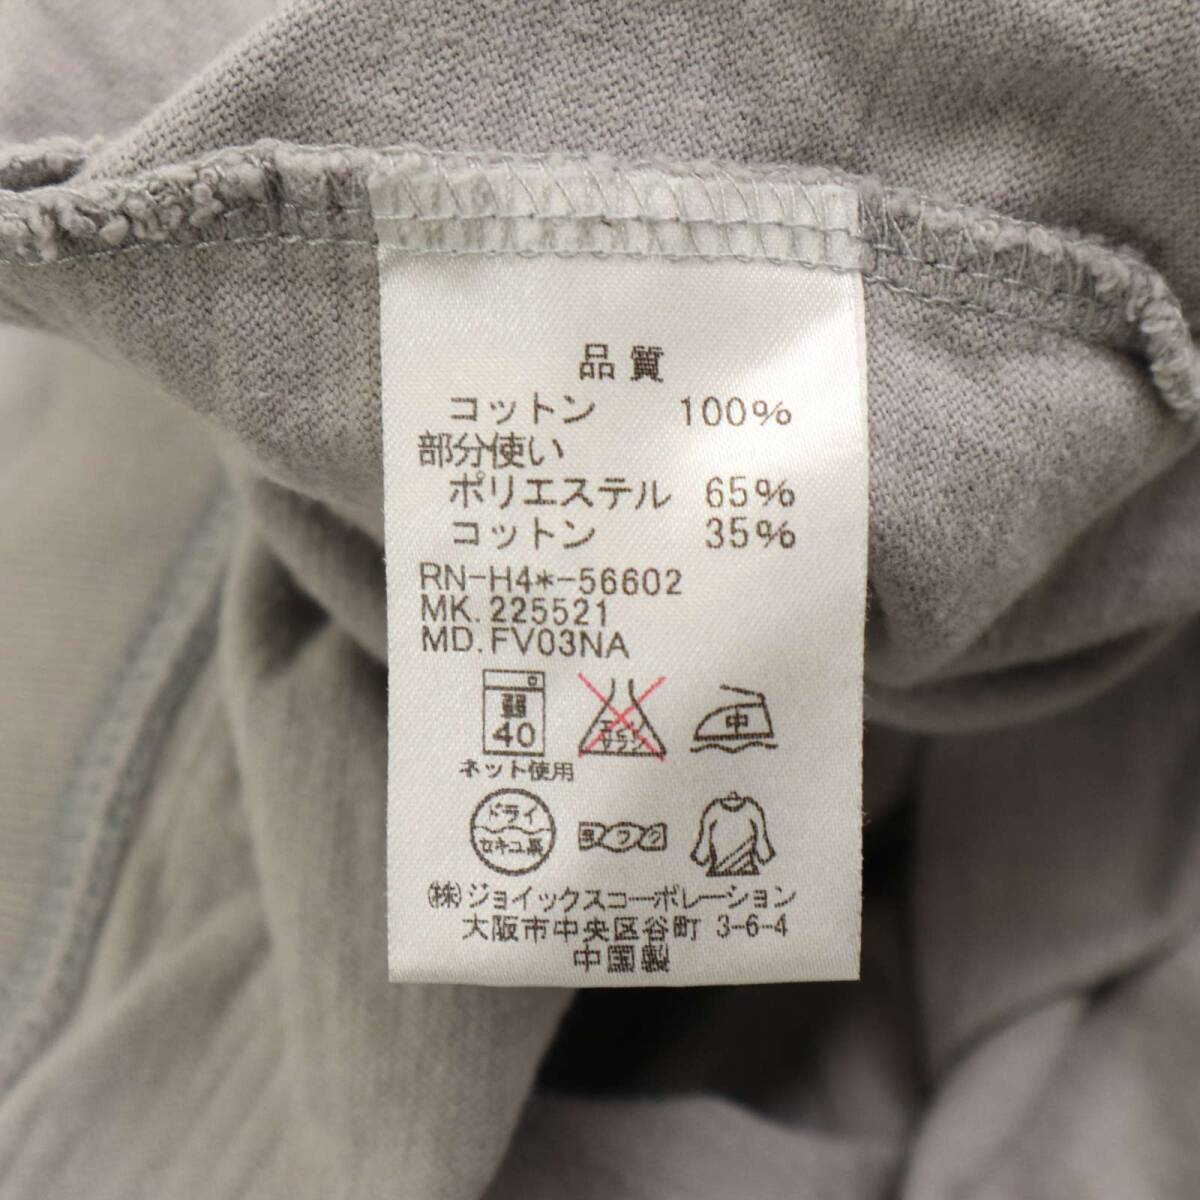 品質
コットン 100%
部分使い
ポリエステル 65%
コットン 35%
RN-H4*-56602
MK.225521
MD.FV03NA
弱
40
エンソ
サラシ
中
ネット使用
ドライ
セキユ系
ヨワク
㈱ジョイックスコーポレーション
大阪市中央区谷町 3-6-4
中国製